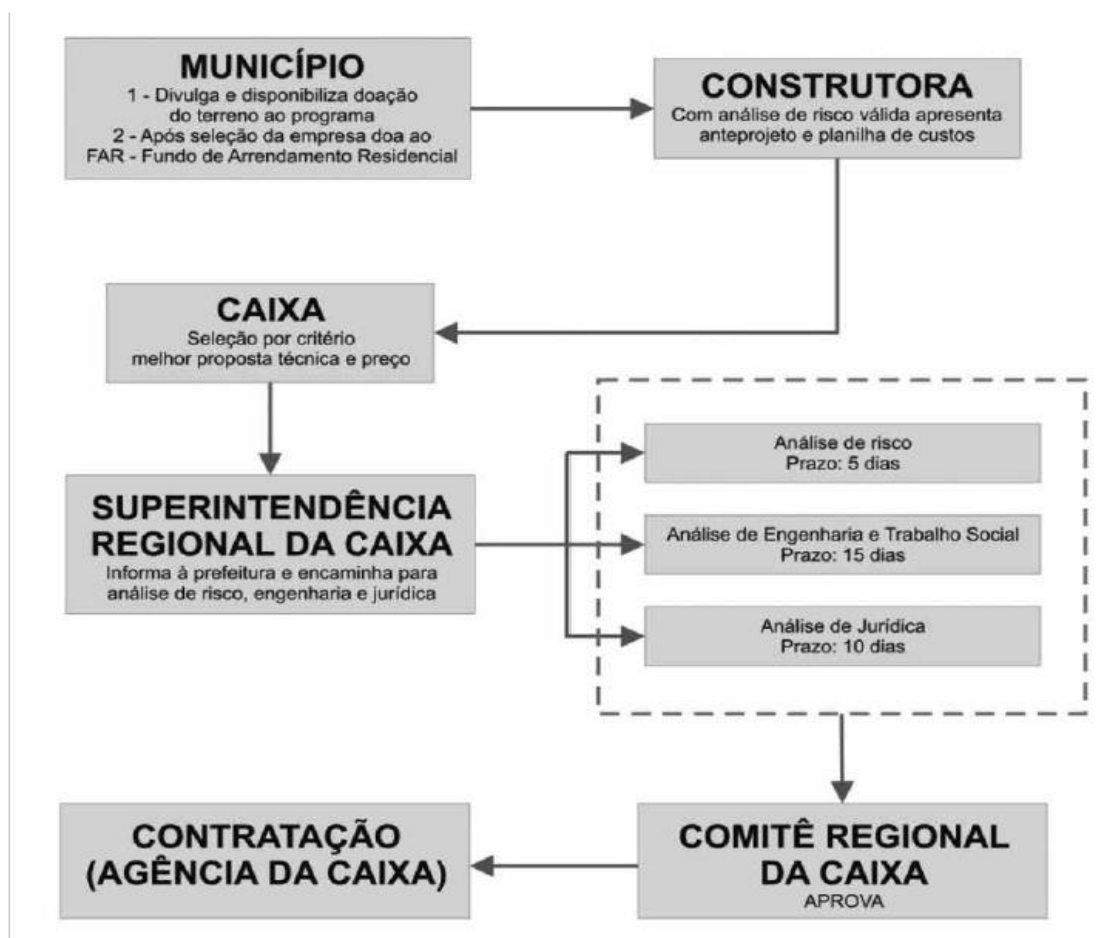 MUNICÍPIO
1 - Divulga e disponibiliza doação
do terreno ao programa
2 - Após seleção da empresa doa ao
FAR - Fundo de Arrendamento Residencial
CONSTRUTORA
Com análise de risco válida apresenta
anteprojeto e planilha de custos
CAIXA
Seleção por critério
melhor proposta técnica e preço
SUPERINTENDÊNCIA
REGIONAL DA CAIXA
Informa à prefeitura e encaminha para
análise de risco, engenharia e jurídica
Análise de risco
Prazo: 5 dias
Análise de Engenharia e Trabalho Social
Prazo: 15 dias
Análise de Jurídica
Prazo: 10 dias
COMITÊ REGIONAL
DA CAIXA
APROVA
CONTRATAÇÃO
(AGÊNCIA DA CAIXA)